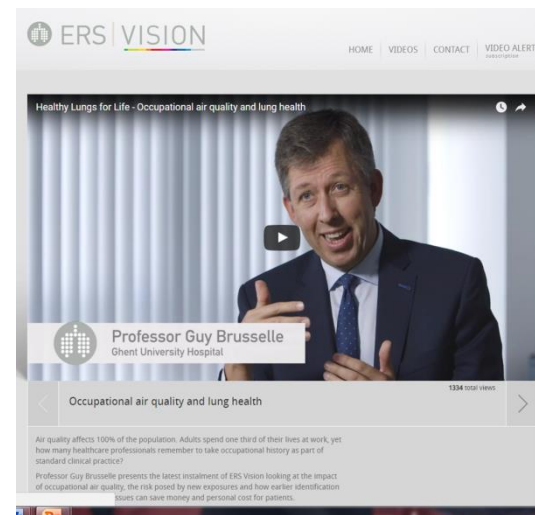 ERS VISION
HOME VIDEOS CONTACT VIDEO ALERT
subscription
Healthy Lungs for Life - Occupational air quality and lung health
Professor Guy Brusselle
Ghent University Hospital
1334 total views
Occupational air quality and lung health
Air quality affects 100% of the population. Adults spend one third of their lives at work, yet
how many healthcare professionals remember to take occupational history as part of
standard clinical practice?
Professor Guy Brusselle presents the latest instalment of ERS Vision looking at the impact
of occupational air quality, the risk posed by new exposures and how earlier identification
issues can save money and personal cost for patients.